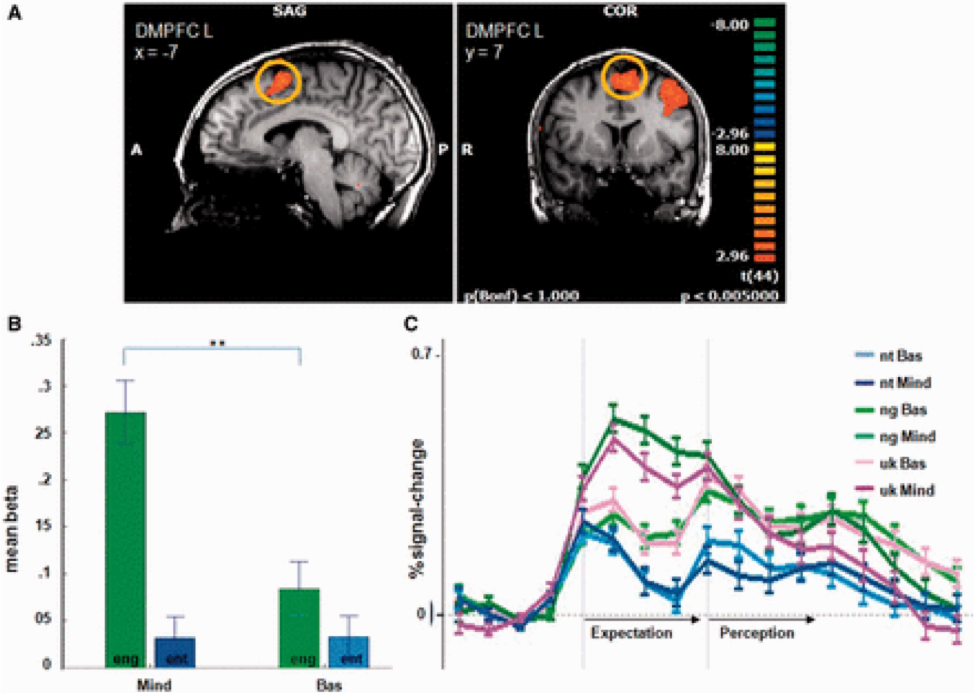 A
SAG
DMPFC L
x = -7
A
P
COR
DMPFC L
y = 7
R
-8.00
-2.96
8.00
2.96
t(44)
p(Bonf) < 1.000
p < 0.005000
B
.35
.3
.25
.2
.15
.1
05
0
mean beta
eng
ent
eng
ent
**
Mind
Bas
C
0.7
0
% signal-change
Expectation
Perception
nt Bas
nt Mind
ng Bas
ng Mind
uk Bas
uk Mind